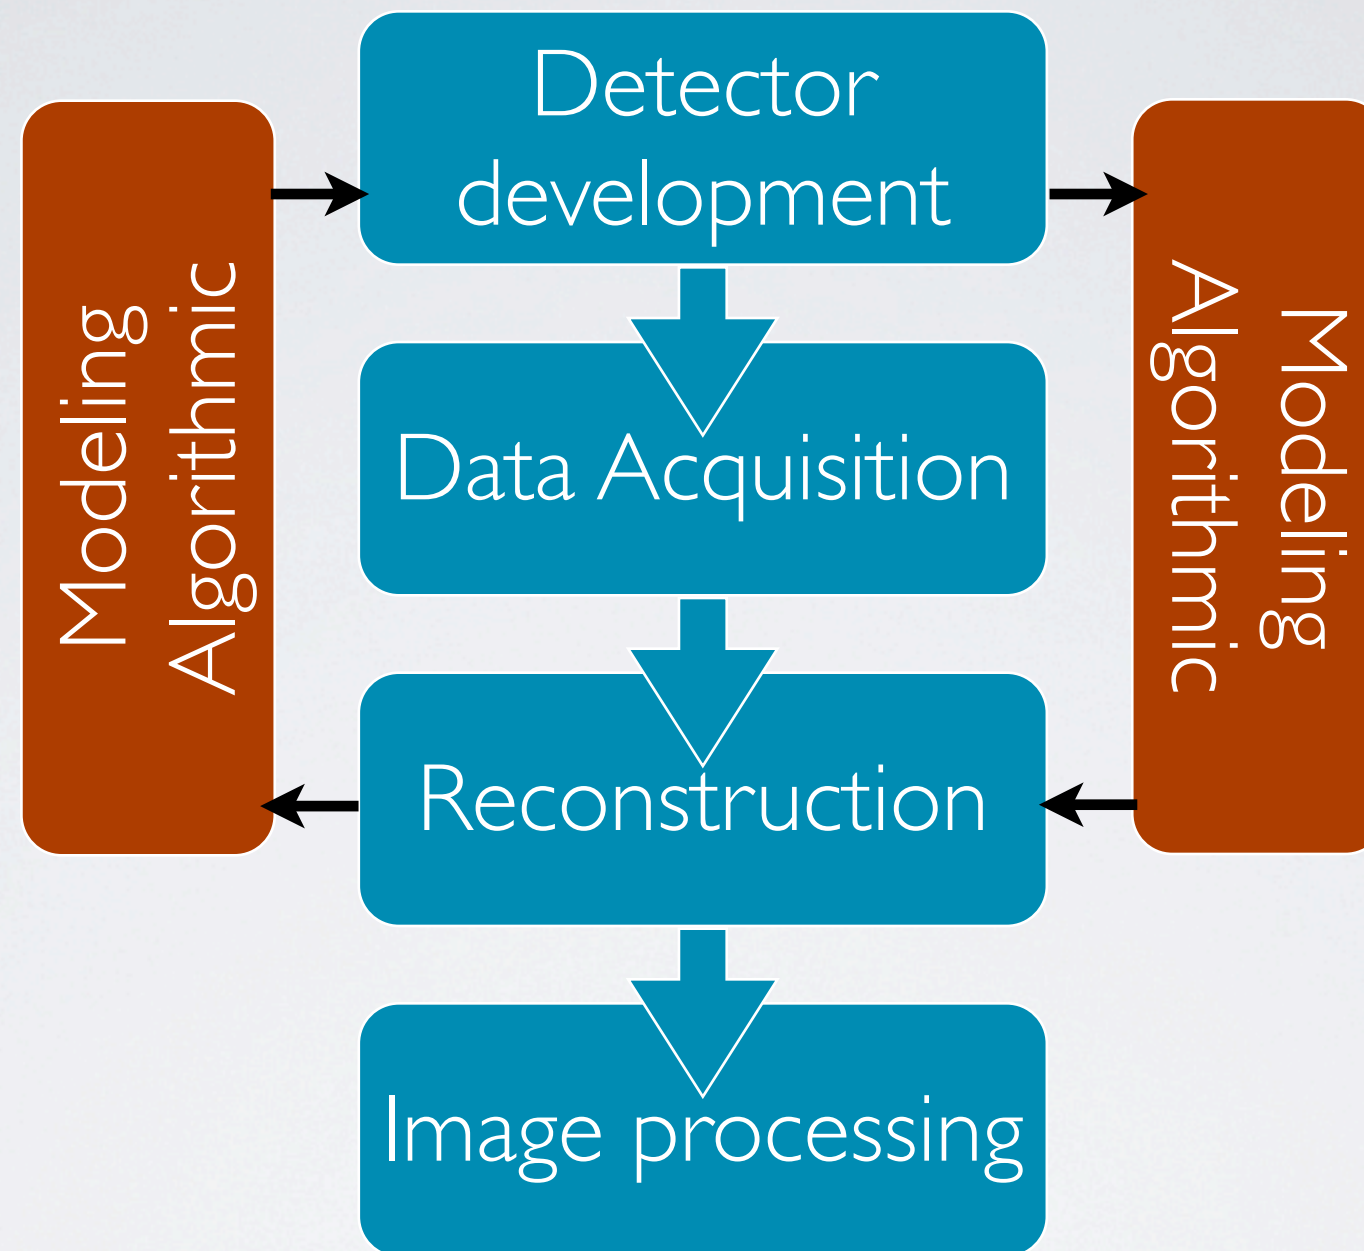 Detector
development
Modeling
Algorithmic
Data Acquisition
Modeling
Algorithmic
Reconstruction
Image processing